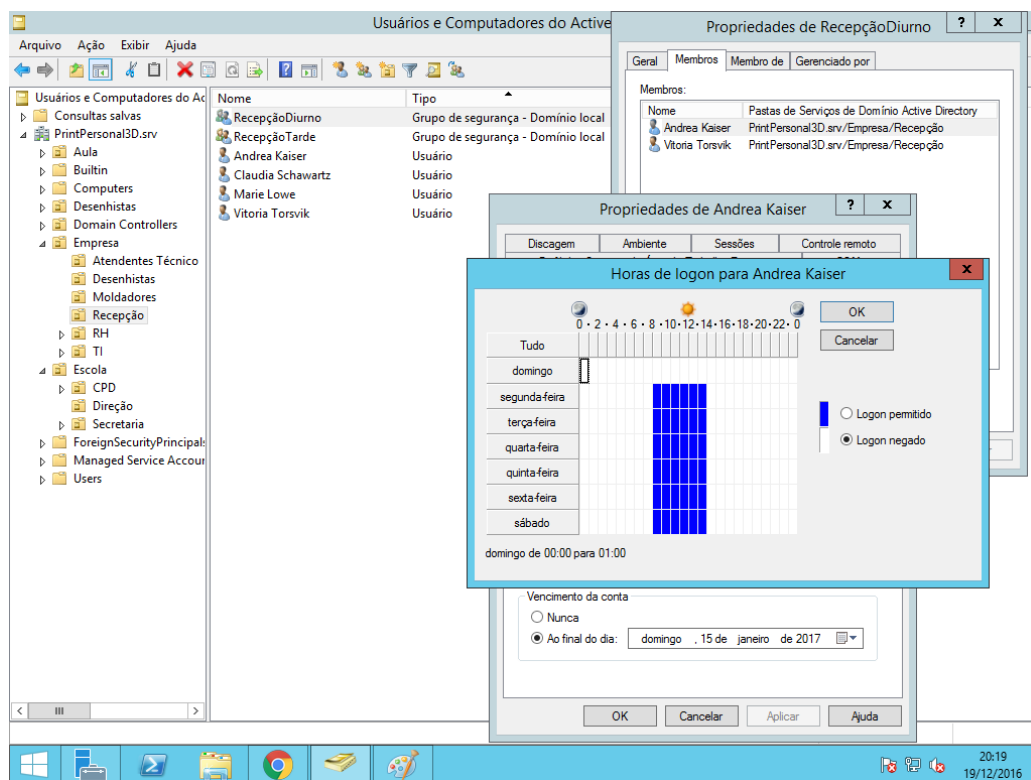 Usuários e Computadores do Active
Arquivo Ação Exibir Ajuda
Usuários e Computadores do Ac
Consultas salvas
PrintPersonal3D.srv
Aula
Builtin
Computers
Desenhistas
Domain Controllers
Empresa
Atendentes Técnico
Desenhistas
Moldadores
Recepção
RH
TI
Escola
CPD
Direção
Secretaria
ForeignSecurityPrincipals
Managed Service Accour
Users
Nome Tipo
RecepçãoDiurno Grupo de segurança - Domínio local
RecepçãoTarde Grupo de segurança - Domínio local
Andrea Kaiser Usuário
Claudia Schawartz Usuário
Marie Lowe Usuário
Vitoria Torsvik Usuário
Propriedades de RecepçãoDiurno ? x
Geral Membros Membro de Gerenciado por
Membros:
Nome Pastas de Serviços de Domínio Active Directory
Andrea Kaiser PrintPersonal3D.srv/Empresa/Recepção
Vitoria Torsvik PrintPersonal3D.srv/Empresa/Recepção
Propriedades de Andrea Kaiser ? x
Discagem Ambiente Sessões Controle remoto
Horas de logon para Andrea Kaiser x
0 · 2 · 4 · 6 · 8 · 10 · 12 · 14 · 16 · 18 · 20 · 22 · 0
Tudo
domingo
segunda-feira
terça-feira
quarta-feira
quinta-feira
sexta-feira
sábado
OK
Cancelar
Logon permitido
Logon negado
domingo de 00:00 para 01:00
Vencimento da conta
Nunca
Ao final do dia: domingo , 15 de janeiro de 2017
OK Cancelar Aplicar Ajuda
20:19
19/12/2016